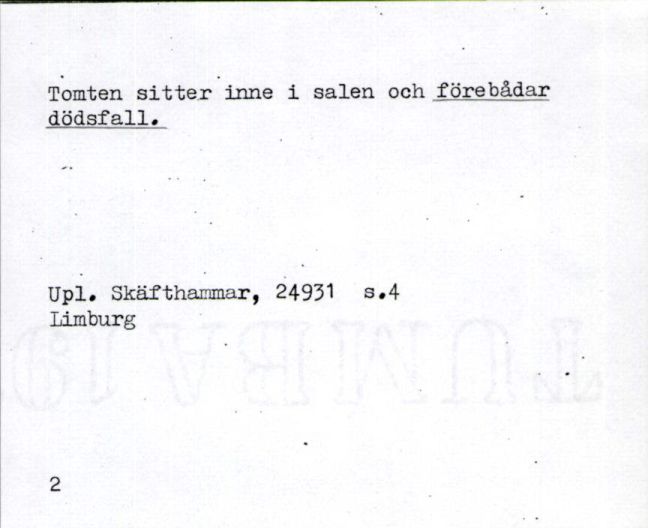 Tomten sitter inne i salen och förebådar
dödsfall.
Upl. Skäfthammar, 24931 s.4
Limburg
2